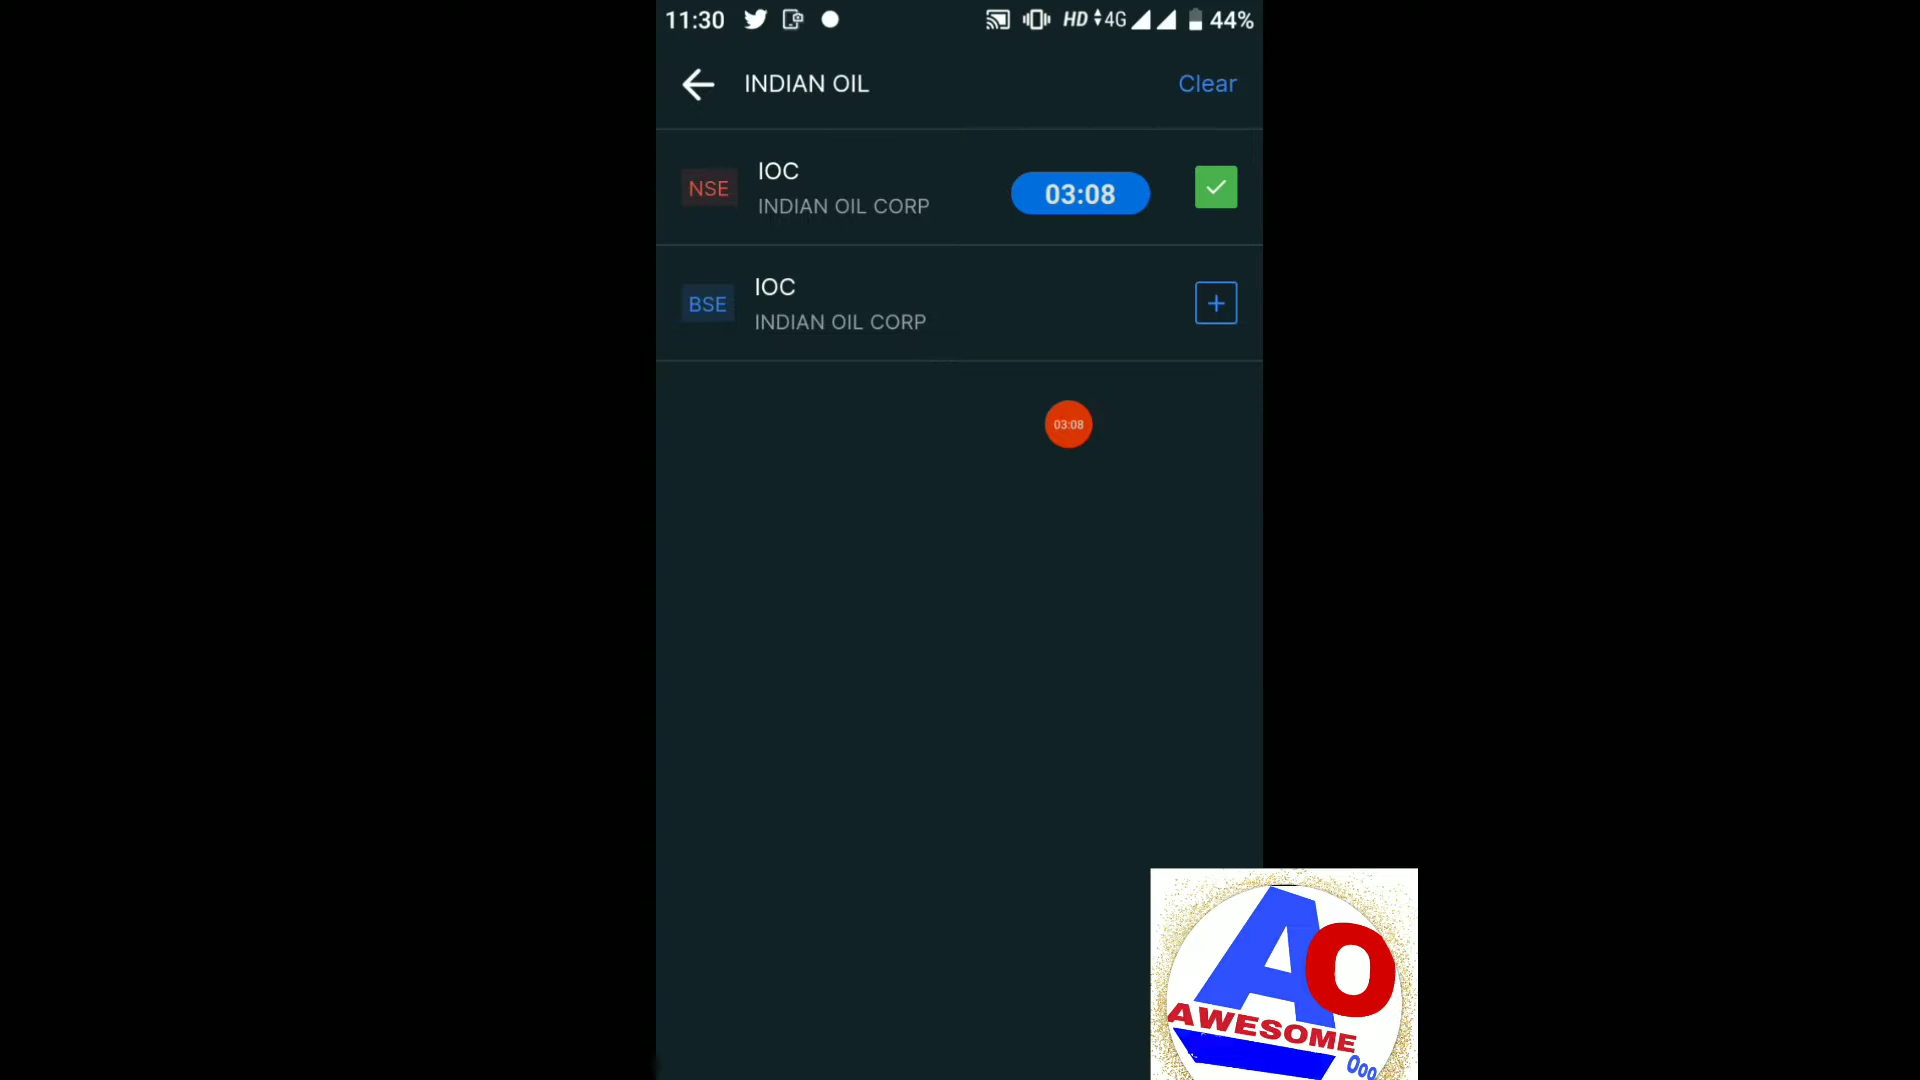 11:30 HD 4G 44%
INDIAN OIL Clear
NSE IOC 03:08
INDIAN OIL CORP
BSE IOC
INDIAN OIL CORP
03:08
AO
AWESOME
Ooo